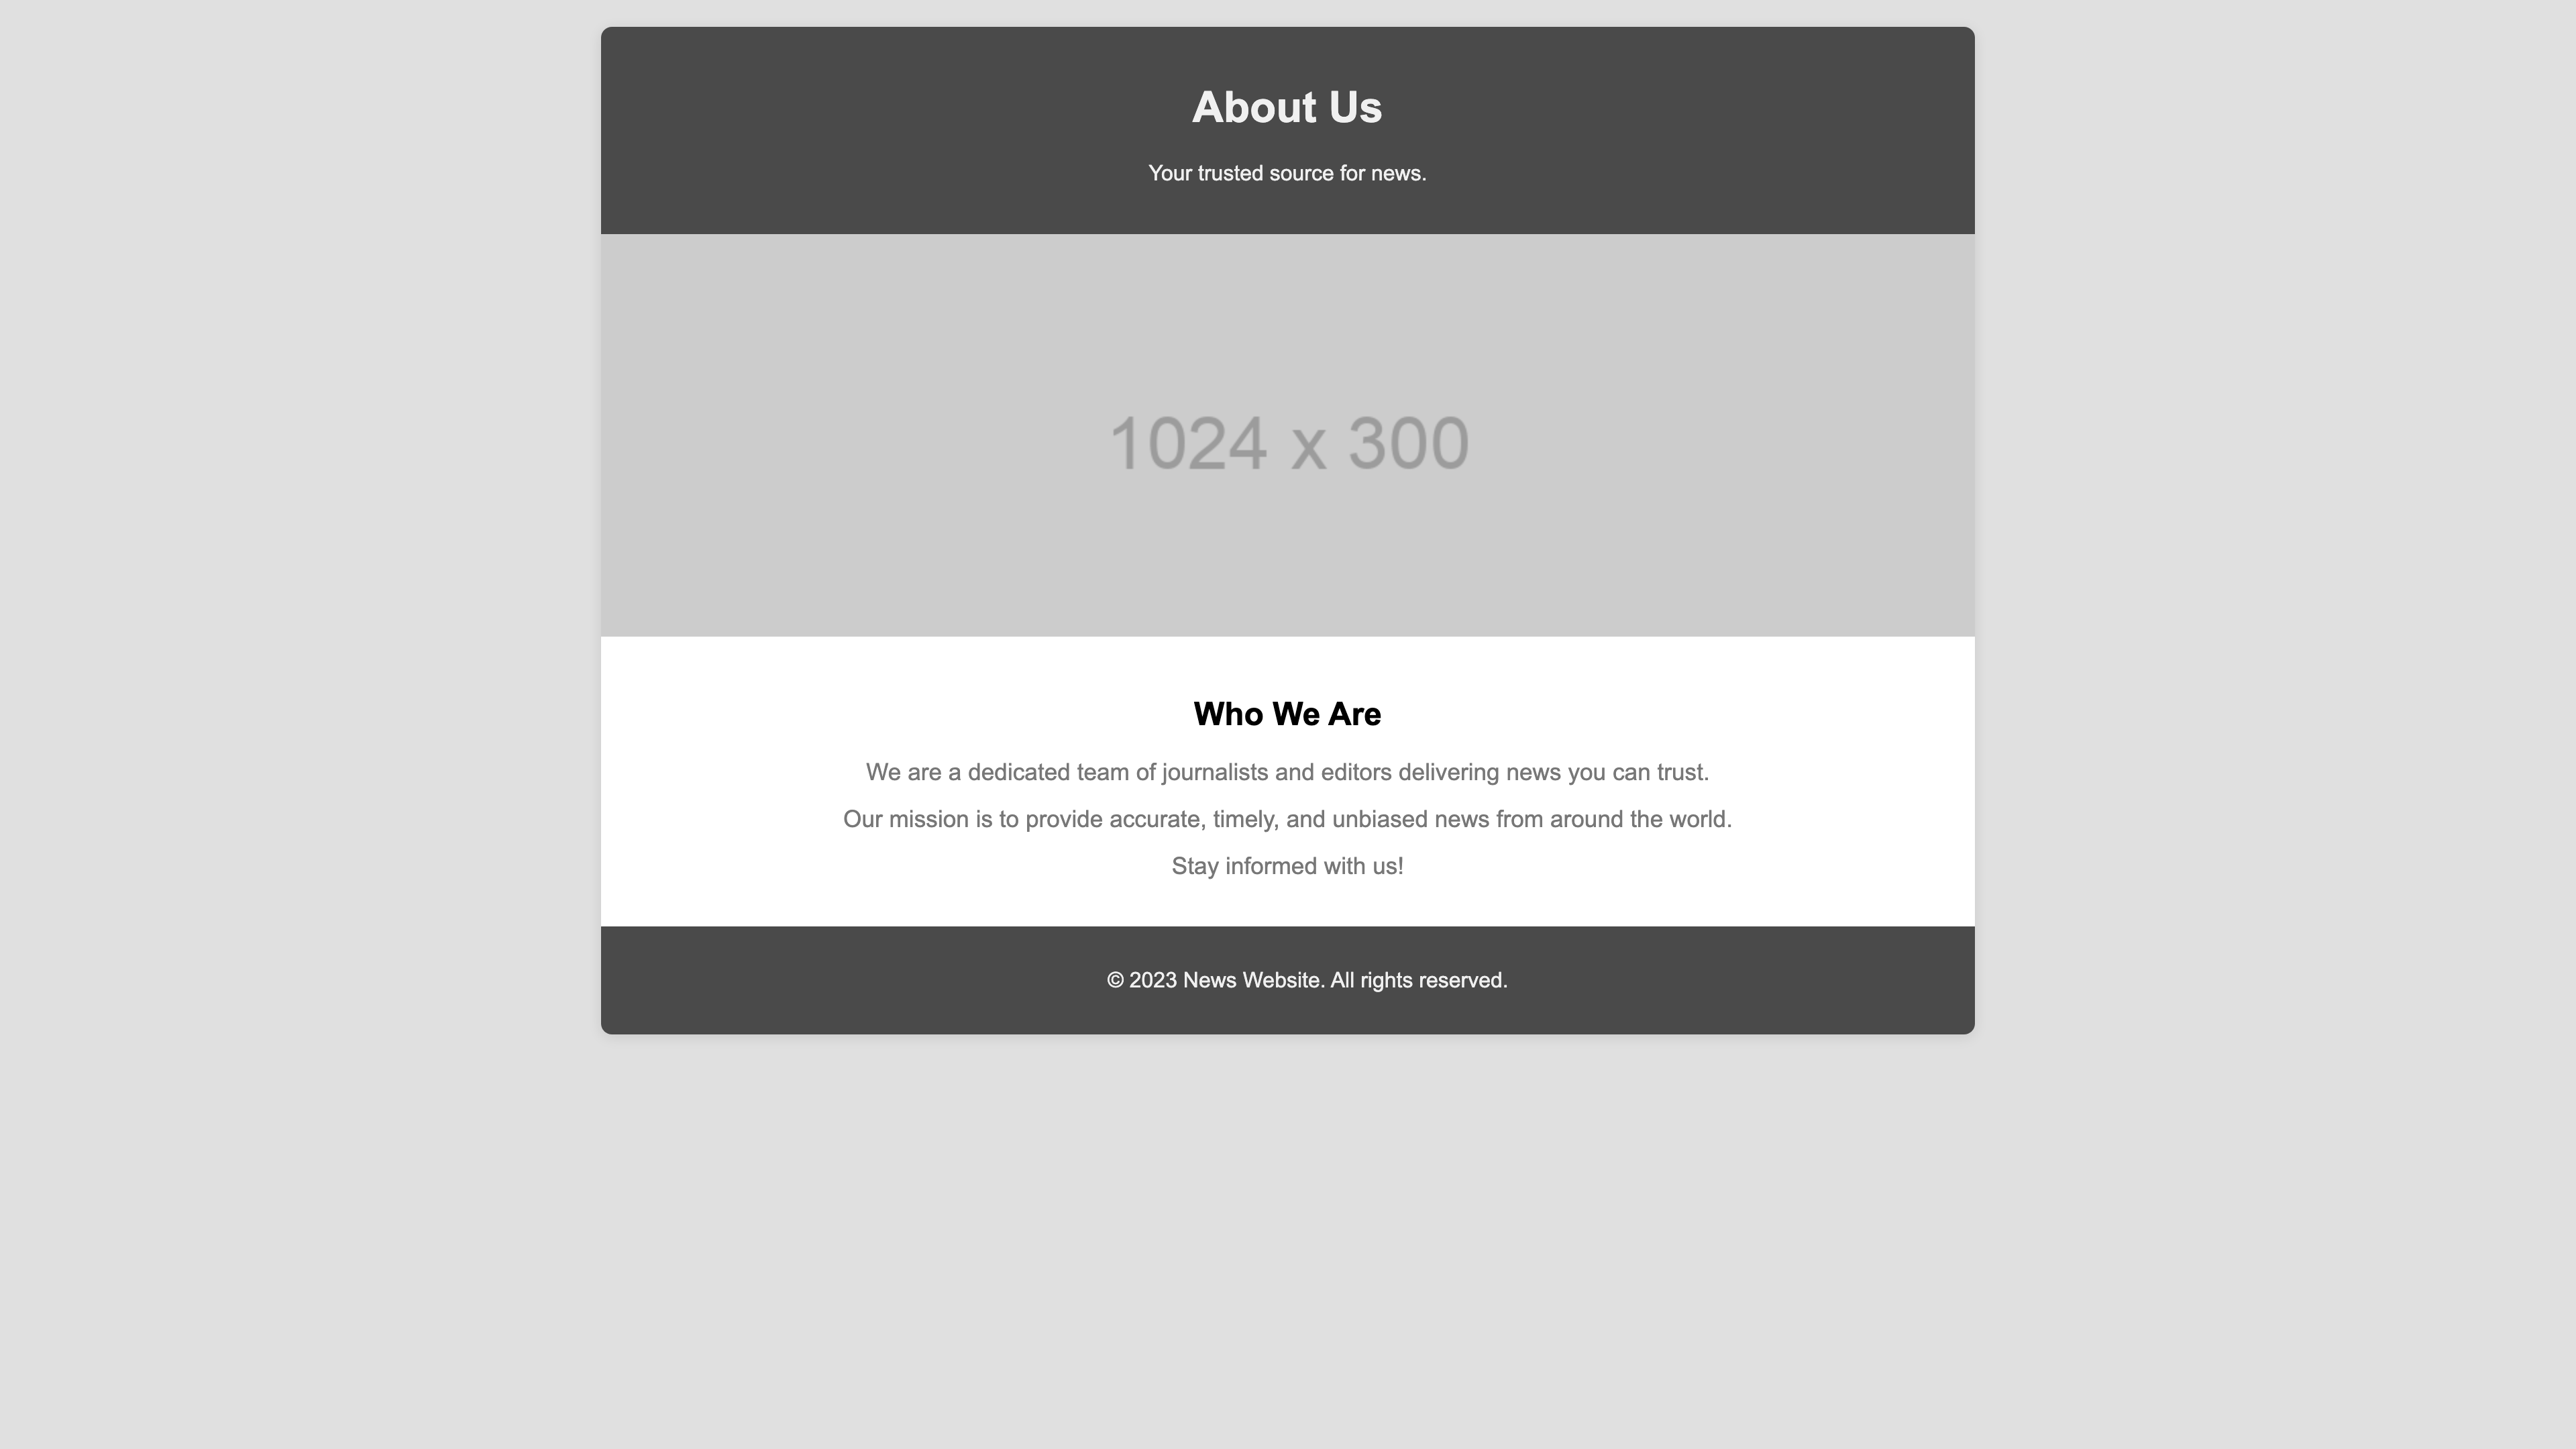 About Us
Your trusted source for news.
1024 x 300
Who We Are
We are a dedicated team of journalists and editors delivering news you can trust.
Our mission is to provide accurate, timely, and unbiased news from around the world.
Stay informed with us!
© 2023 News Website. All rights reserved.